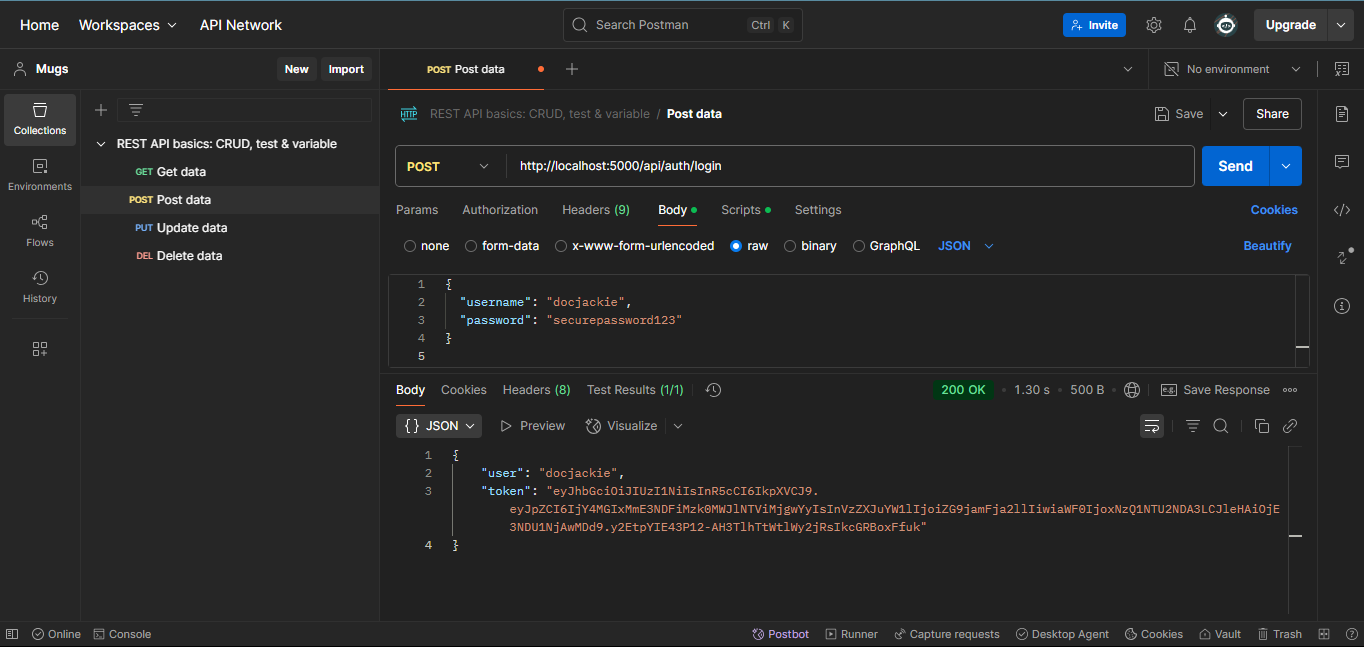 Home Workspaces API Network Search Postman Ctrl K Invite Upgrade
Mugs New Import POST Post data No environment
Collections
Environments
Flows
History
REST API basics: CRUD, test & variable
GET Get data
POST Post data
PUT Update data
DEL Delete data
HTTP REST API basics: CRUD, test & variable / Post data Save Share
POST http://localhost:5000/api/auth/login Send
Params Authorization Headers (9) Body Scripts Settings Cookies
none form-data x-www-form-urlencoded raw binary GraphQL JSON Beautify
1 {
2 "username": "docjackie",
3 "password": "securepassword123"
4 }
5
Body Cookies Headers (8) Test Results (1/1) 200 OK 1.30 s 500 B e.g. Save Response
{} JSON Preview Visualize
1 {
2 "user": "docjackie",
3 "token": "eyJhbGciOiJIUzI1NiIsInR5cCI6IkpXVCJ9.
eyJpZCI6IjY4MGIxMmE3NDFiMzk0MWJlNTViMjgwYyIsInVzZXJuYW1lIjoiZG9jamFja2llIiwiaWF0IjoxNzQ1NTU2NDA3LCJleHAiOjE
3NDU1NjAwMDd9.y2EtpYIE43P12-AH3TlhTtWtlWy2jRsIkcGRBoxFfuk"
4 }
Online Console Postbot Runner Capture requests Desktop Agent Cookies Vault Trash